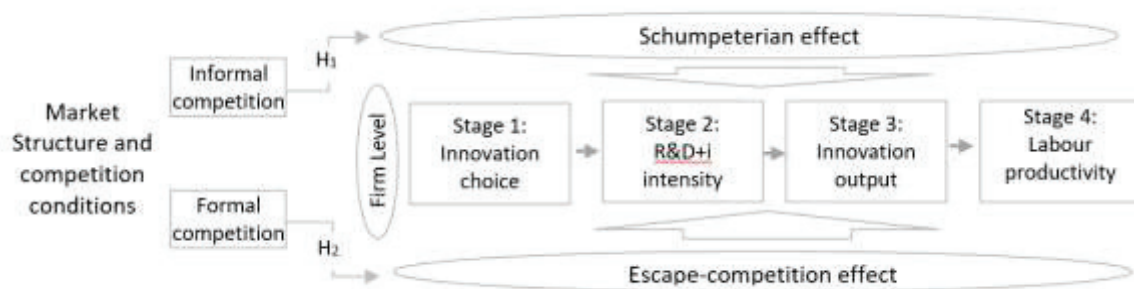 Schumpeterian effect
H1
Informal
competition
Market
Structure and
competition
conditions
Formal
competition
H2
Firm Level
Stage 1:
Innovation
choice
Stage 2:
R&D+i
intensity
Stage 3:
Innovation
output
Stage 4:
Labour
productivity
Escape-competition effect